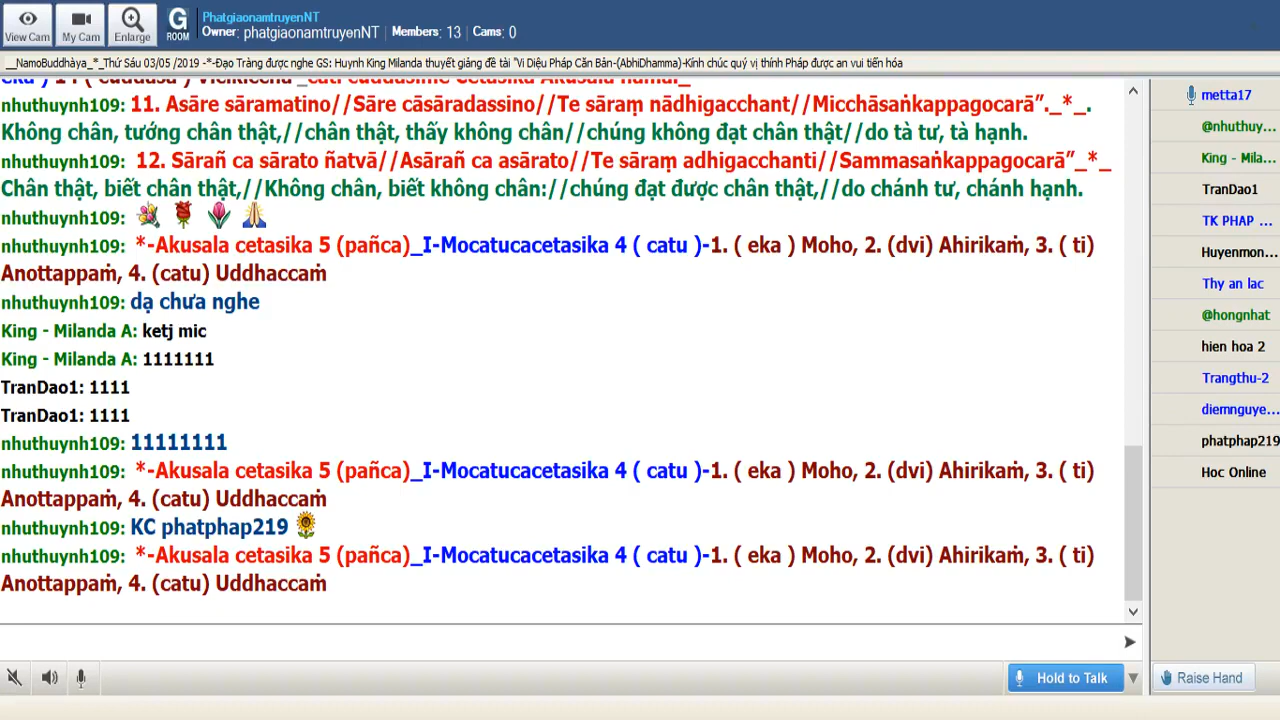 View Cam
My Cam
Enlarge
G
ROOM
PhatgiaonamtruyenNT
Owner: phatgiaonamtruyenNT | Members: 13 | Cams: 0
__NamoBuddhàya_*_Thứ Sáu 03/05 /2019 -*-Đạo Tràng được nghe GS: Huynh King Milanda thuyết giảng đề tài "Vi Diệu Pháp Căn Bản-(AbhiDhamma)-Kính chúc quý vị thính Pháp được an vui tiến hóa
nhuthuynh109: 11. Asāre sāramatino//Sāre cāsāradassino//Te sāraṃ nādhigacchant//Micchāsaṅkappagocarā”._*_.
Không chân, tướng chân thật,//chân thật, thấy không chân//chúng không đạt chân thật//do tà tư, tà hạnh.
nhuthuynh109: 12. Sārañ ca sārato ñatvā//Asārañ ca asārato//Te sāraṃ adhigacchanti//Sammasaṅkappagocarā”_*_
Chân thật, biết chân thật,//Không chân, biết không chân://chúng đạt được chân thật,//do chánh tư, chánh hạnh.
nhuthuynh109:
nhuthuynh109: *-Akusala cetasika 5 (pañca)_I-Mocatucacetasika 4 ( catu )-1. ( eka ) Moho, 2. (dvi) Ahirikaṁ, 3. ( ti)
Anottappaṁ, 4. (catu) Uddhaccaṁ
nhuthuynh109: dạ chưa nghe
King - Milanda A: ketj mic
King - Milanda A: 1111111
TranDao1: 1111
TranDao1: 1111
nhuthuynh109: 11111111
nhuthuynh109: *-Akusala cetasika 5 (pañca)_I-Mocatucacetasika 4 ( catu )-1. ( eka ) Moho, 2. (dvi) Ahirikaṁ, 3. ( ti)
Anottappaṁ, 4. (catu) Uddhaccaṁ
nhuthuynh109: KC phatphap219
nhuthuynh109: *-Akusala cetasika 5 (pañca)_I-Mocatucacetasika 4 ( catu )-1. ( eka ) Moho, 2. (dvi) Ahirikaṁ, 3. ( ti)
Anottappaṁ, 4. (catu) Uddhaccaṁ
metta17
@nhuthuy...
King - Mila...
TranDao1
TK PHAP ...
Huyenmon...
Thy an lac
@hongnhat
hien hoa 2
Trangthu-2
diemnguye...
phatphap219
Hoc Online
Hold to Talk
Raise Hand